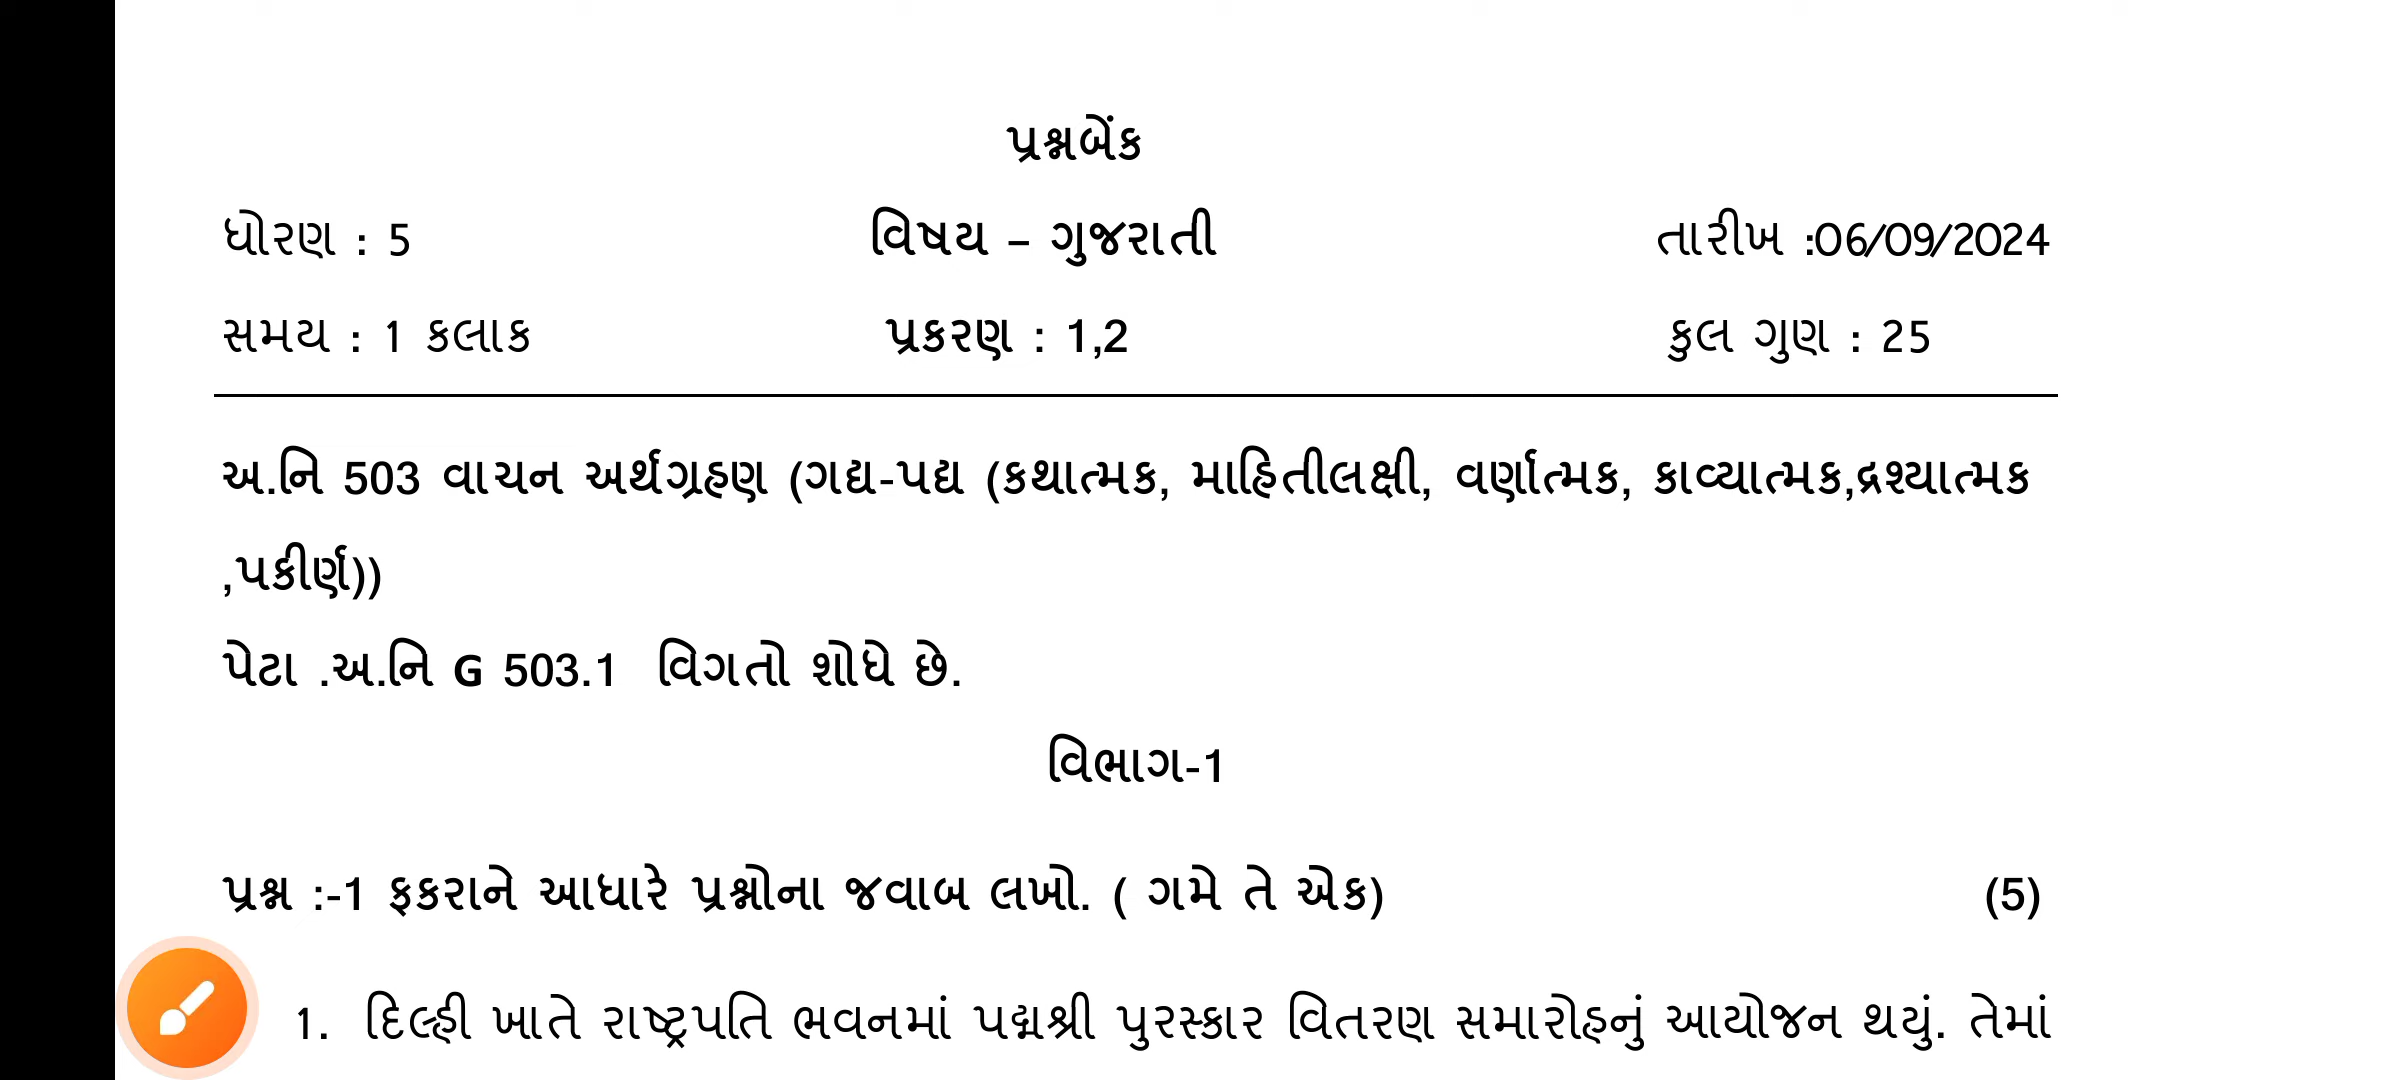 પ્રશ્નબેંક
ધોરણ : 5 વિષય – ગુજરાતી તારીખ :06/09/2024
સમય : 1 કલાક પ્રકરણ : 1,2 કુલ ગુણ : 25
અ.નિ 503 વાચન અર્થગ્રહણ (ગદ્ય-પદ્ય (કથાત્મક, માહિતીલક્ષી, વર્ણાત્મક, કાવ્યાત્મક,દ્રશ્યાત્મક
,પકીર્ણ))
પેટા .અ.નિ G 503.1 વિગતો શોધે છે.
વિભાગ-1
પ્રશ્ન :-1 ફકરાને આધારે પ્રશ્નોના જવાબ લખો. ( ગમે તે એક) (5)
1. દિલ્હી ખાતે રાષ્ટ્રપતિ ભવનમાં પદ્મશ્રી પુરસ્કાર વિતરણ સમારોહનું આયોજન થયું. તેમાં